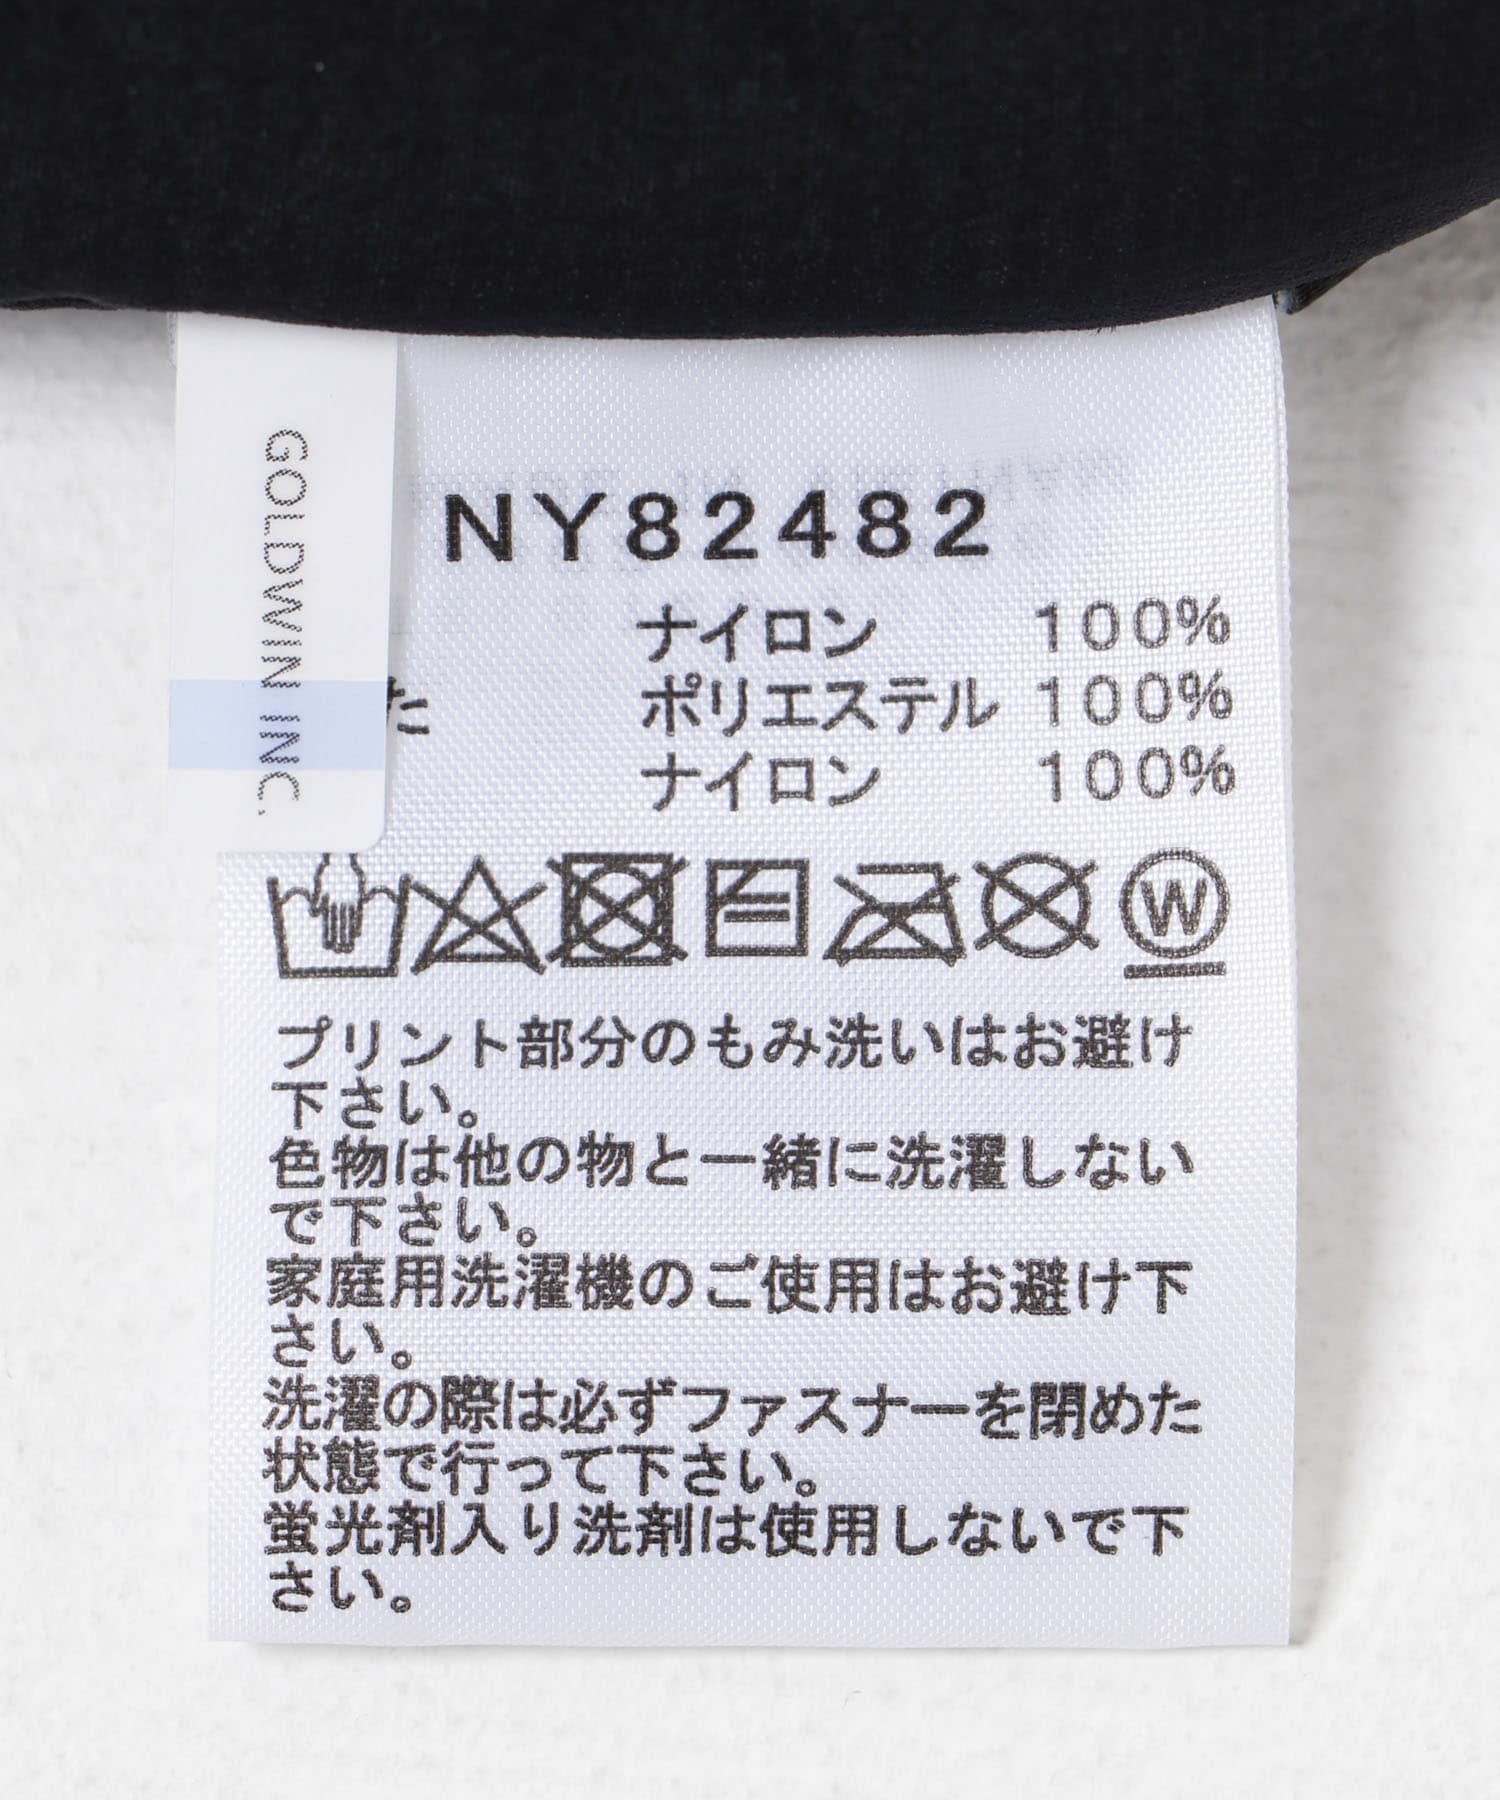 GOLDWIN INC.
NY82482
ナイロン 100%
ポリエステル 100%
ナイロン 100%
W
プリント部分のもみ洗いはお避け
下さい。
色物は他の物と一緒に洗濯しない
で下さい。
家庭用洗濯機のご使用はお避け下
さい。
洗濯の際は必ずファスナーを閉めた
状態で行って下さい。
蛍光剤入り洗剤は使用しないで下
さい。